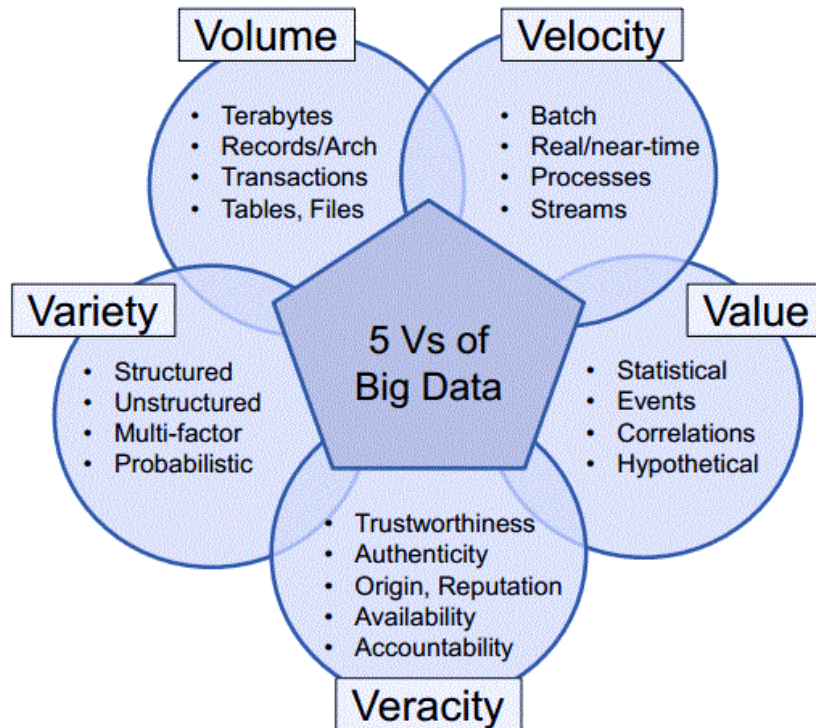 Volume
• Terabytes
• Records/Arch
• Transactions
• Tables, Files
Velocity
• Batch
• Real/near-time
• Processes
• Streams
Variety
• Structured
• Unstructured
• Multi-factor
• Probabilistic
5 Vs of
Big Data
Value
• Statistical
• Events
• Correlations
• Hypothetical
• Trustworthiness
• Authenticity
• Origin, Reputation
• Availability
• Accountability
Veracity